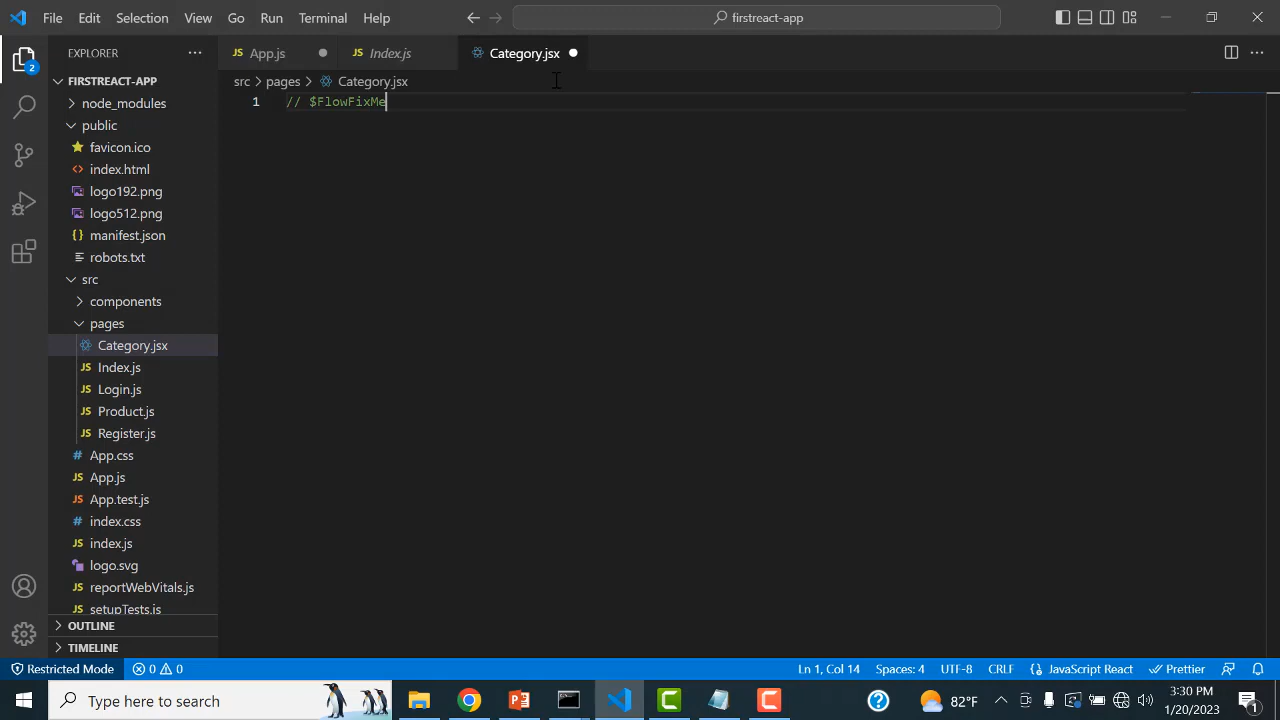 File Edit Selection View Go Run Terminal Help
firstreact-app
EXPLORER
App.js
Index.js
Category.jsx
FIRSTREACT-APP
src > pages > Category.jsx
node_modules
1 // $FlowFixMe
public
favicon.ico
index.html
logo192.png
logo512.png
manifest.json
robots.txt
src
components
pages
Category.jsx
Index.js
Login.js
Product.js
Register.js
App.css
App.js
App.test.js
index.css
index.js
logo.svg
reportWebVitals.js
setupTests.js
OUTLINE
TIMELINE
2
Restricted Mode 0 0 Ln 1, Col 14 Spaces: 4 UTF-8 CRLF JavaScript React Prettier
Type here to search
82°F
3:30 PM
1/20/2023
1